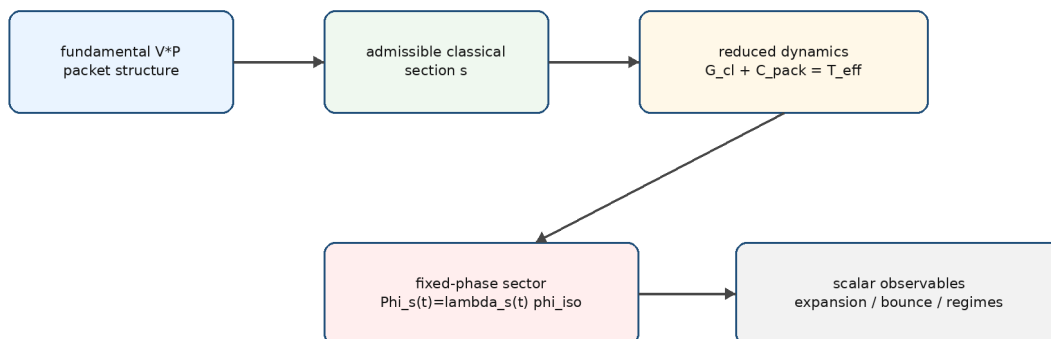 fundamental V*P
packet structure
admissible classical
section s
reduced dynamics
G_cl + C_pack = T_eff
fixed-phase sector
Phi_s(t)=lambda_s(t) phi_iso
scalar observables
expansion / bounce / regimes